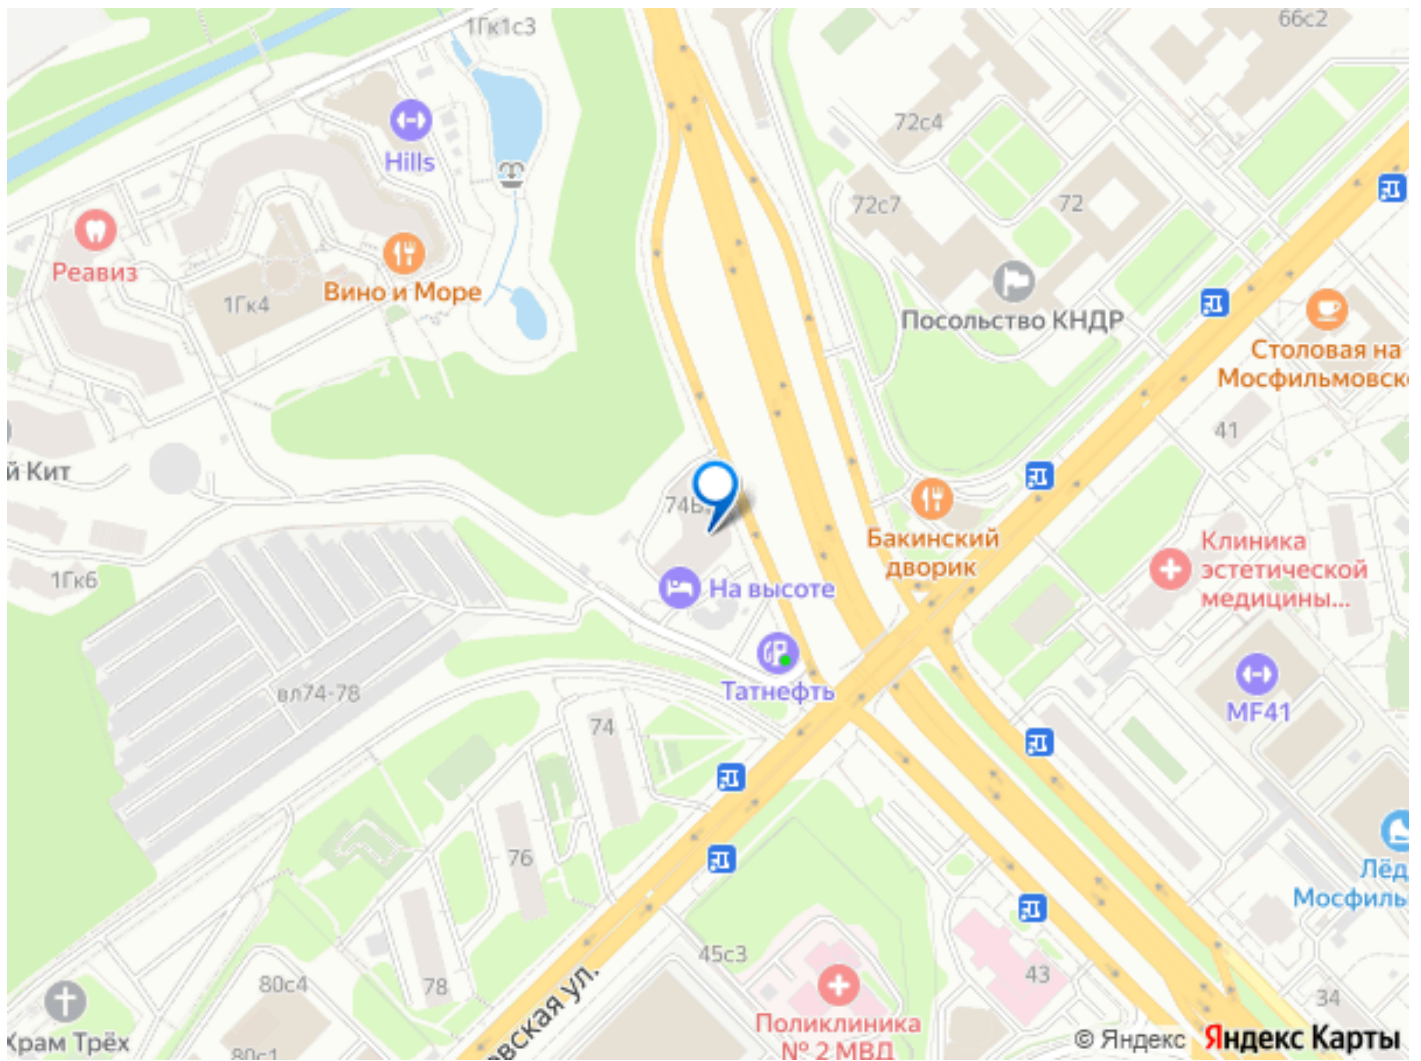 1Гк1с3
66с2
Hills
72с4
72с7
72
Реавиз
1Гк4
Вино и Море
Посольство КНДР
Столовая на
Мосфильмовск
41
й Кит
74Б
Бакинский
дворик
Клиника
эстетической
медицины...
1Гк6
На высоте
Татнефть
вл74-78
74
MF41
76
Лёд
Мосфиль
45с3
43
34
80с4
78
вская ул.
Храм Трёх
80с1
Поликлиника
№ 2 МВД
© Яндекс Яндекс Карты